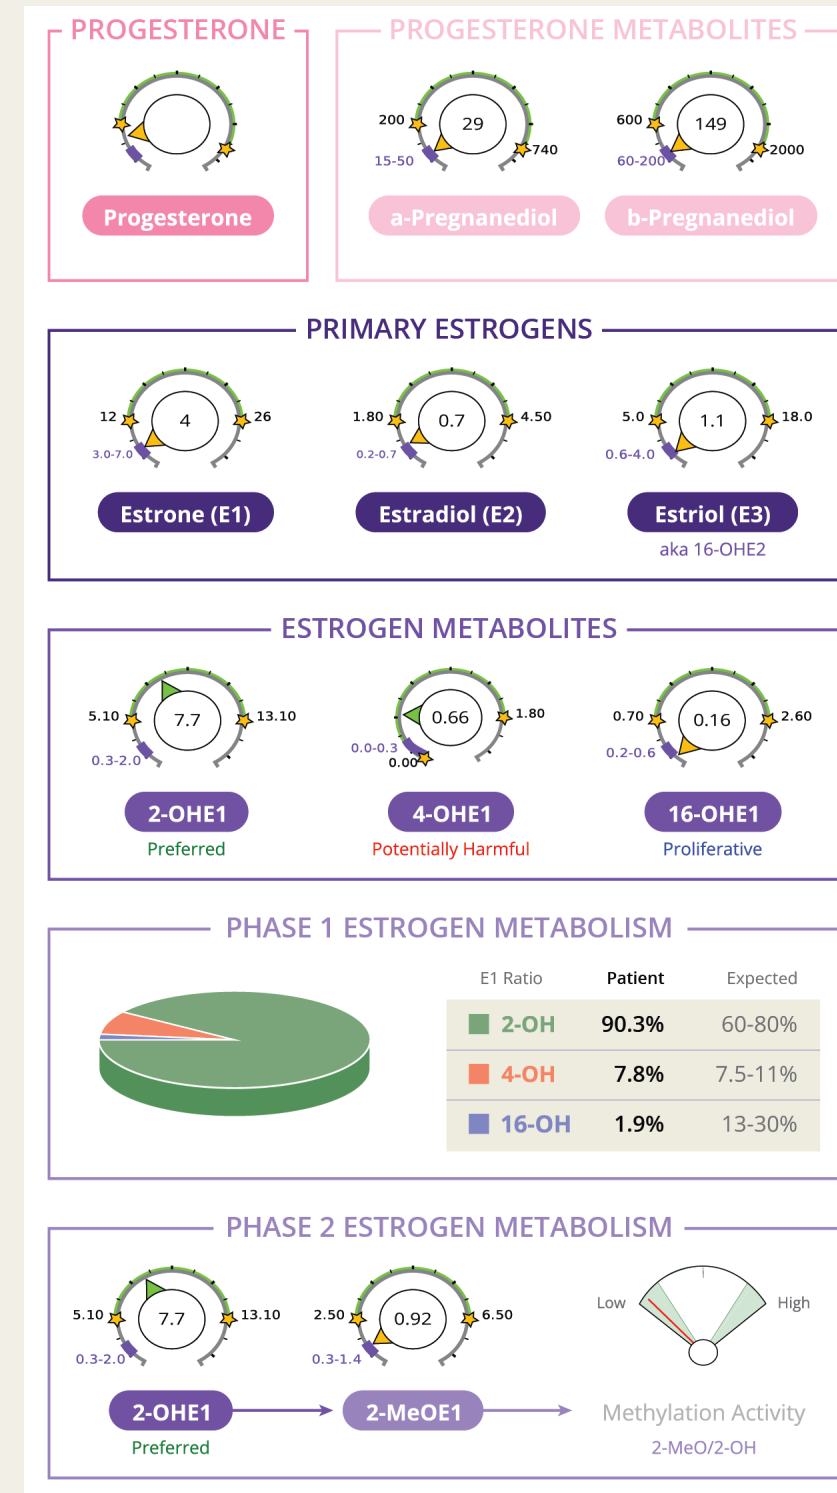 PROGESTERONE
PROGESTERONE METABOLITES
200
29
740
15-50
600
149
2000
60-200
Progesterone
a-Pregnanediol
b-Pregnanediol
PRIMARY ESTROGENS
12
4
26
3.0-7.0
1.80
0.7
4.50
0.2-0.7
5.0
1.1
18.0
0.6-4.0
Estrone (E1)
Estradiol (E2)
Estriol (E3)
aka 16-OHE2
ESTROGEN METABOLITES
5.10
7.7
13.10
0.3-2.0
0.66
1.80
0.0-0.3
0.00
0.70
0.16
2.60
0.2-0.6
2-OHE1
4-OHE1
16-OHE1
Preferred
Potentially Harmful
Proliferative
PHASE 1 ESTROGEN METABOLISM
E1 Ratio Patient Expected
2-OH 90.3% 60-80%
4-OH 7.8% 7.5-11%
16-OH 1.9% 13-30%
PHASE 2 ESTROGEN METABOLISM
5.10
7.7
13.10
0.3-2.0
2.50
0.92
6.50
0.3-1.4
Low
High
2-OHE1
2-MeOE1
Methylation Activity
Preferred
2-MeO/2-OH